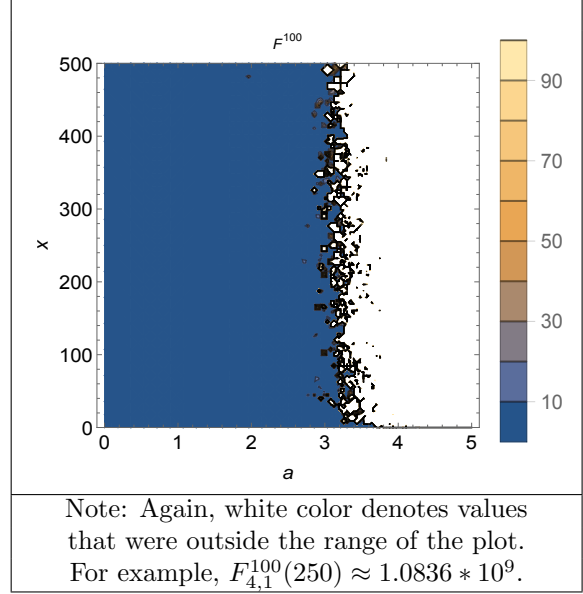 F^100
500
400
300
200
100
0
x
0 1 2 3 4 5
a
90
70
50
30
10
Note: Again, white color denotes values
that were outside the range of the plot.
For example, F^{100}_{4,1}(250) ≈ 1.0836 * 10^9.